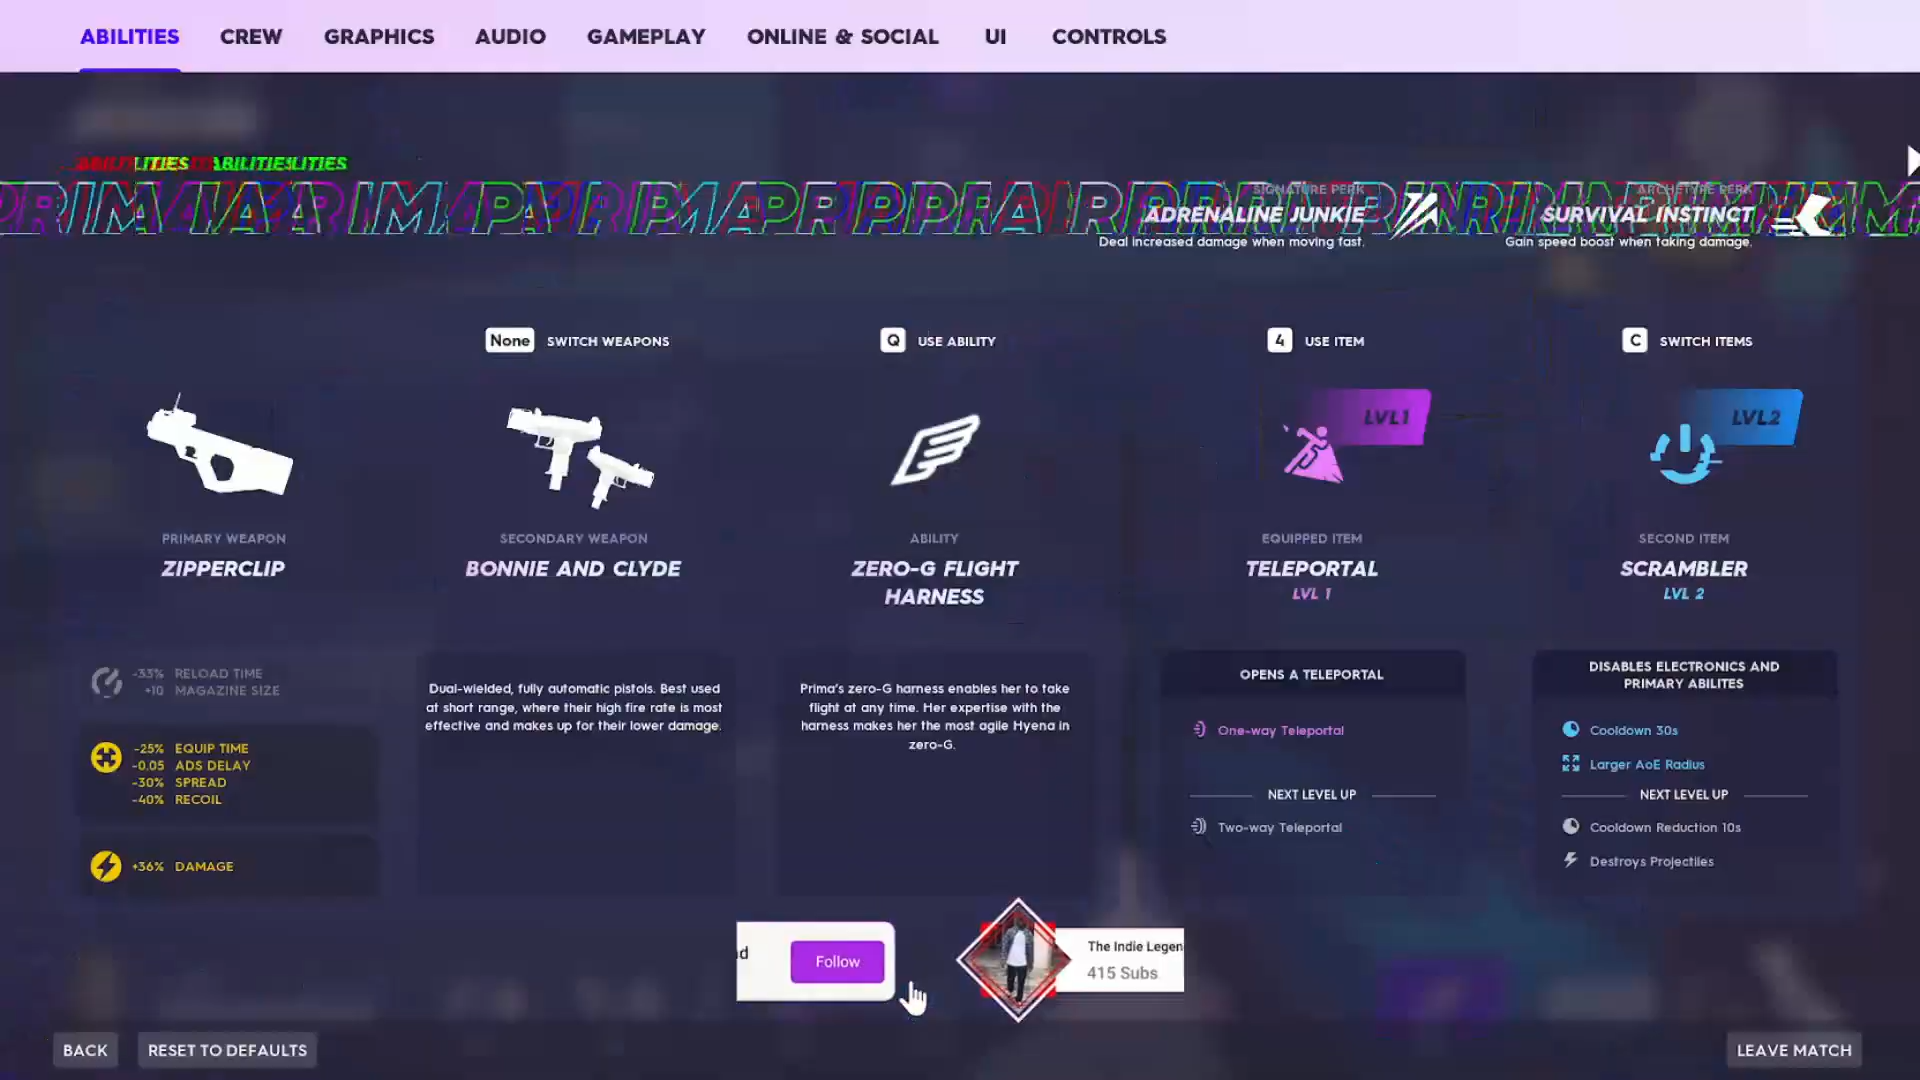 ABILITIES CREW GRAPHICS AUDIO GAMEPLAY ONLINE & SOCIAL UI CONTROLS
SIGNATURE PERK
ADRENALINE JUNKIE
Deal increased damage when moving fast.
ARCHETYPE PERK
SURVIVAL INSTINCT
Gain speed boost when taking damage.
None SWITCH WEAPONS
Q USE ABILITY
4 USE ITEM
C SWITCH ITEMS
LVL1
LVL2
PRIMARY WEAPON
ZIPPERCLIP
-33% RELOAD TIME
+10 MAGAZINE SIZE
-25% EQUIP TIME
-0.05 ADS DELAY
-30% SPREAD
-40% RECOIL
+36% DAMAGE
SECONDARY WEAPON
BONNIE AND CLYDE
Dual-wielded, fully automatic pistols. Best used
at short range, where their high fire rate is most
effective and makes up for their lower damage.
ABILITY
ZERO-G FLIGHT
HARNESS
Prima's zero-G harness enables her to take
flight at any time. Her expertise with the
harness makes her the most agile Hyena in
zero-G.
EQUIPPED ITEM
TELEPORTAL
LVL 1
OPENS A TELEPORTAL
One-way Teleportal
NEXT LEVEL UP
Two-way Teleportal
SECOND ITEM
SCRAMBLER
LVL 2
DISABLES ELECTRONICS AND
PRIMARY ABILITES
Cooldown 30s
Larger AoE Radius
NEXT LEVEL UP
Cooldown Reduction 10s
Destroys Projectiles
Follow
The Indie Legen
415 Subs
BACK RESET TO DEFAULTS
LEAVE MATCH